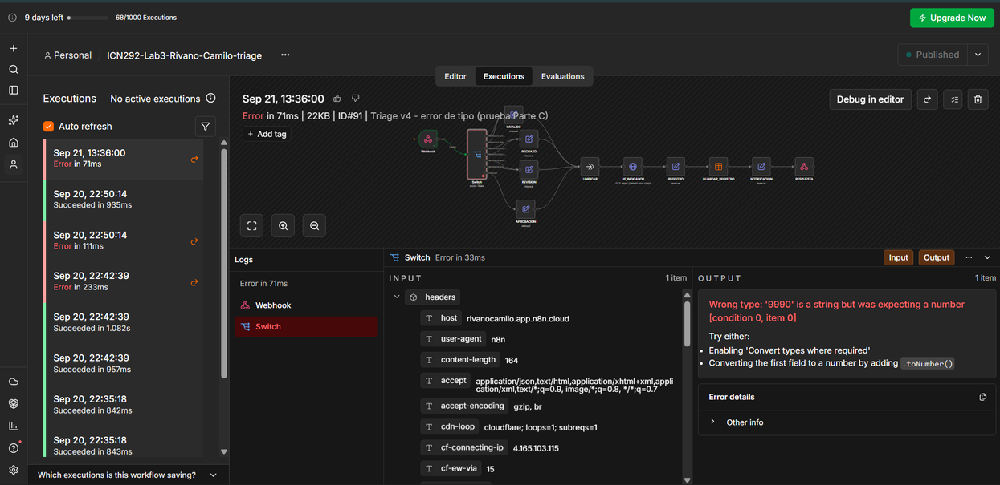 9 days left
68/1000 Executions
Upgrade Now
Personal / ICN292-Lab3-Rivano-Camilo-triage ...
Published
Editor
Executions
Evaluations
Executions
No active executions
Auto refresh
Sep 21, 13:36:00
Error in 71ms
Sep 20, 22:50:14
Succeeded in 935ms
Sep 20, 22:50:14
Error in 111ms
Sep 20, 22:42:39
Error in 233ms
Sep 20, 22:42:39
Succeeded in 1.082s
Sep 20, 22:42:39
Succeeded in 957ms
Sep 20, 22:35:18
Succeeded in 842ms
Sep 20, 22:35:18
Succeeded in 843ms
Which executions is this workflow saving?
Sep 21, 13:36:00
Error in 71ms | 22KB | ID#91 | Triage v4 - error de tipo (prueba Parte C)
+ Add tag
Debug in editor
Webhook
Switch
INVALIDO
manual
RECHAZO
manual
REVISION
manual
APROBACION
manual
UNIFICAR
UF_INDICADOR
REGISTRO
manual
GUARDAR_REGISTRO
NOTIFICACION
manual
RESPUESTA
Logs
Error in 71ms
Webhook
Switch
Switch Error in 33ms
Input
Output
INPUT
1 item
headers
host rivanocamilo.app.n8n.cloud
user-agent n8n
content-length 164
accept application/json,text/html,application/xhtml+xml,appli
cation/xml,text/*;q=0.9, image/*;q=0.8, */*;q=0.7
accept-encoding gzip, br
cdn-loop cloudflare; loops=1; subreqs=1
cf-connecting-ip 4.165.103.115
cf-ew-via 15
OUTPUT
1 item
Wrong type: '9990' is a string but was expecting a number
[condition 0, item 0]
Try either:
• Enabling 'Convert types where required'
• Converting the first field to a number by adding .toNumber()
Error details
Other info